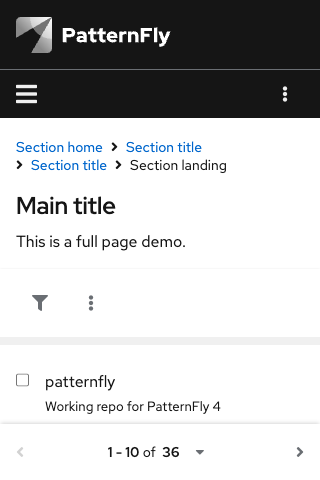 PatternFly
Section home > Section title
> Section title > Section landing
Main title
This is a full page demo.
patternfly
Working repo for PatternFly 4
1 - 10 of 36